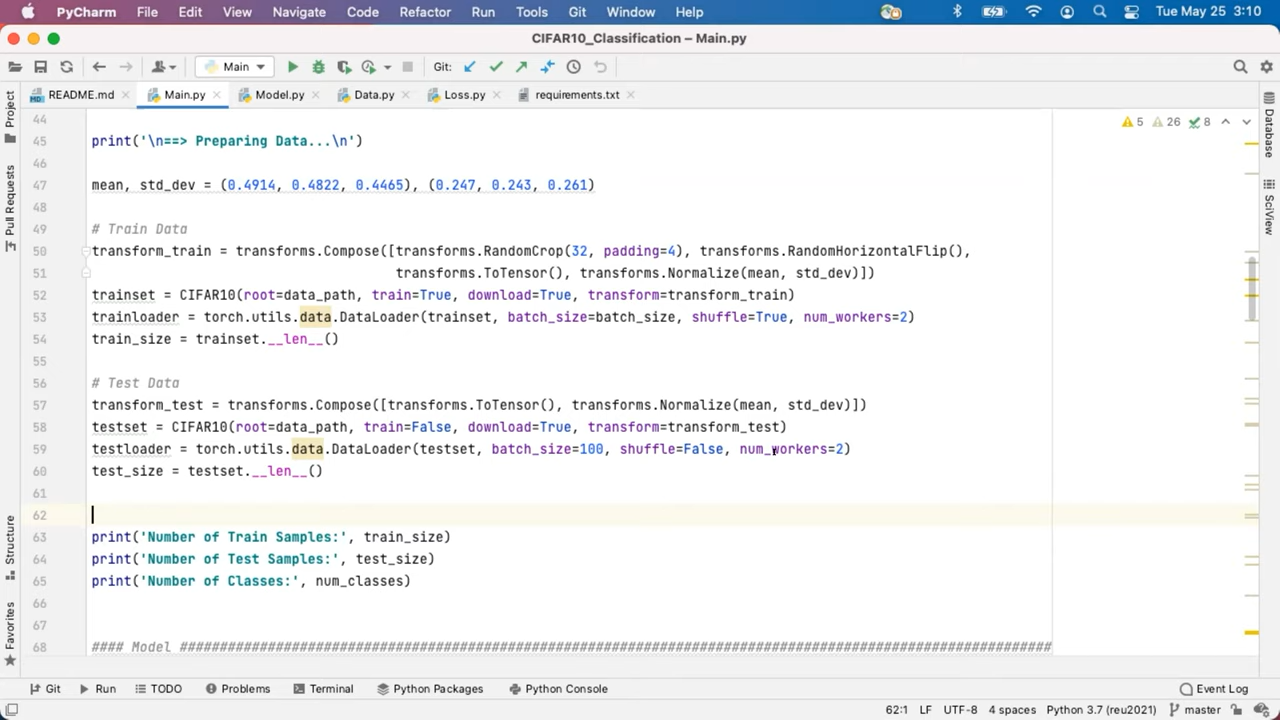 PyCharm File Edit View Navigate Code Refactor Run Tools Git Window Help Tue May 25 3:10
CIFAR10_Classification – Main.py
Main Git:
README.md Main.py Model.py Data.py Loss.py requirements.txt
Project
Pull Requests
Structure
Favorites
Database
SciView
5 26 8
44
45 print('\n==> Preparing Data...\n')
46
47 mean, std_dev = (0.4914, 0.4822, 0.4465), (0.247, 0.243, 0.261)
48
49 # Train Data
50 transform_train = transforms.Compose([transforms.RandomCrop(32, padding=4), transforms.RandomHorizontalFlip(),
51 transforms.ToTensor(), transforms.Normalize(mean, std_dev)])
52 trainset = CIFAR10(root=data_path, train=True, download=True, transform=transform_train)
53 trainloader = torch.utils.data.DataLoader(trainset, batch_size=batch_size, shuffle=True, num_workers=2)
54 train_size = trainset.__len__()
55
56 # Test Data
57 transform_test = transforms.Compose([transforms.ToTensor(), transforms.Normalize(mean, std_dev)])
58 testset = CIFAR10(root=data_path, train=False, download=True, transform=transform_test)
59 testloader = torch.utils.data.DataLoader(testset, batch_size=100, shuffle=False, num_workers=2)
60 test_size = testset.__len__()
61
62
63 print('Number of Train Samples:', train_size)
64 print('Number of Test Samples:', test_size)
65 print('Number of Classes:', num_classes)
66
67
68 #### Model #############################################################################################################
Git Run TODO Problems Terminal Python Packages Python Console Event Log
62:1 LF UTF-8 4 spaces Python 3.7 (reu2021) master